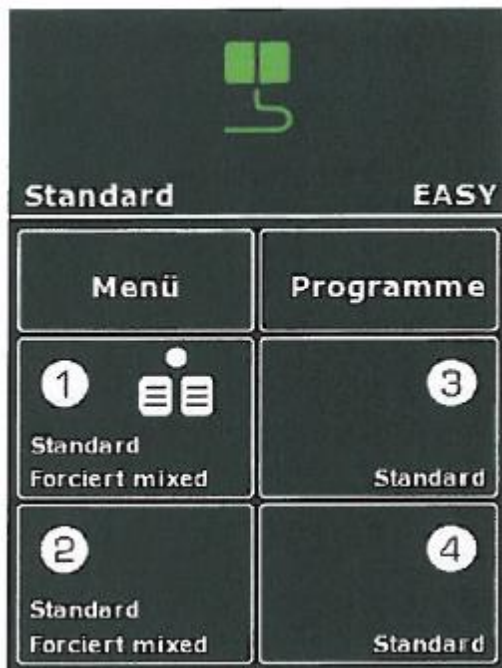 Standard EASY
Menü Programme
1
Standard
Forciert mixed
3
Standard
2
Standard
Forciert mixed
4
Standard